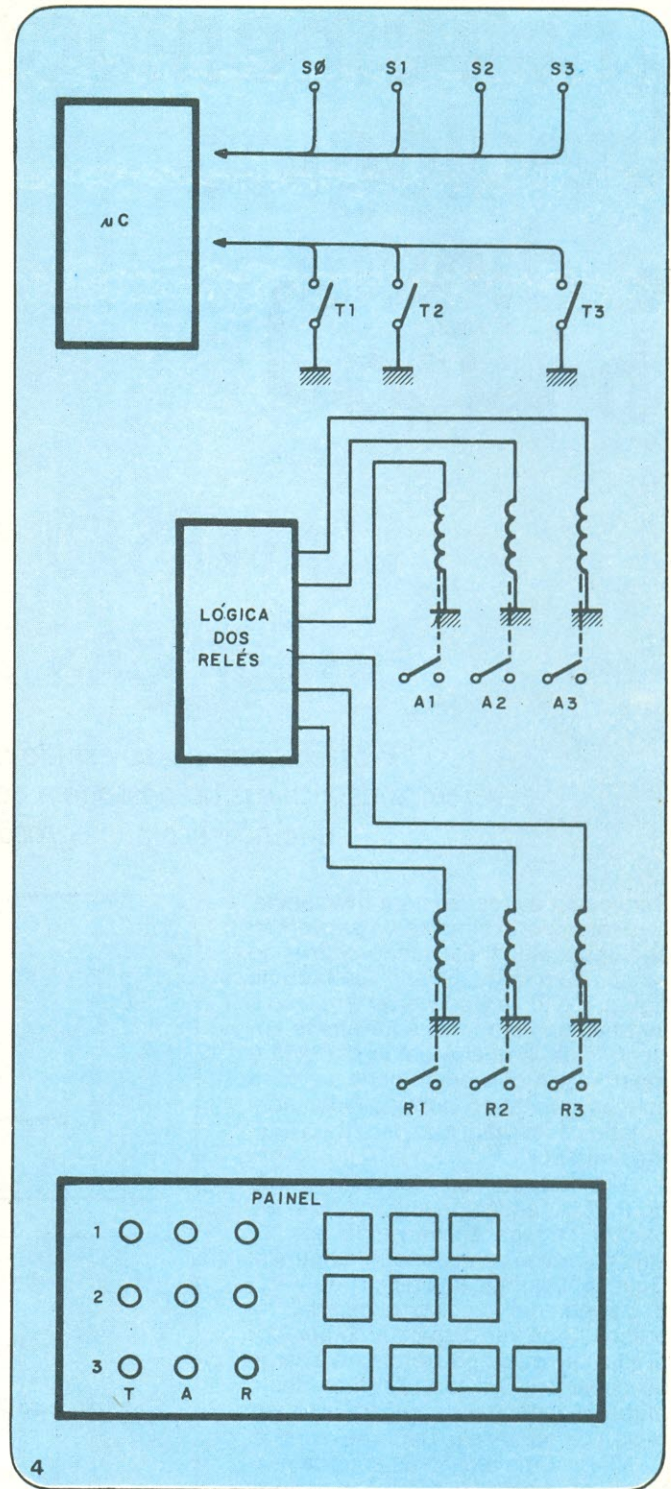 SØ S1 S2 S3
μC
T1 T2 T3
LÓGICA
DOS
RELÉS
A1 A2 A3
R1 R2 R3
PAINEL
1
2
3
T A R
4